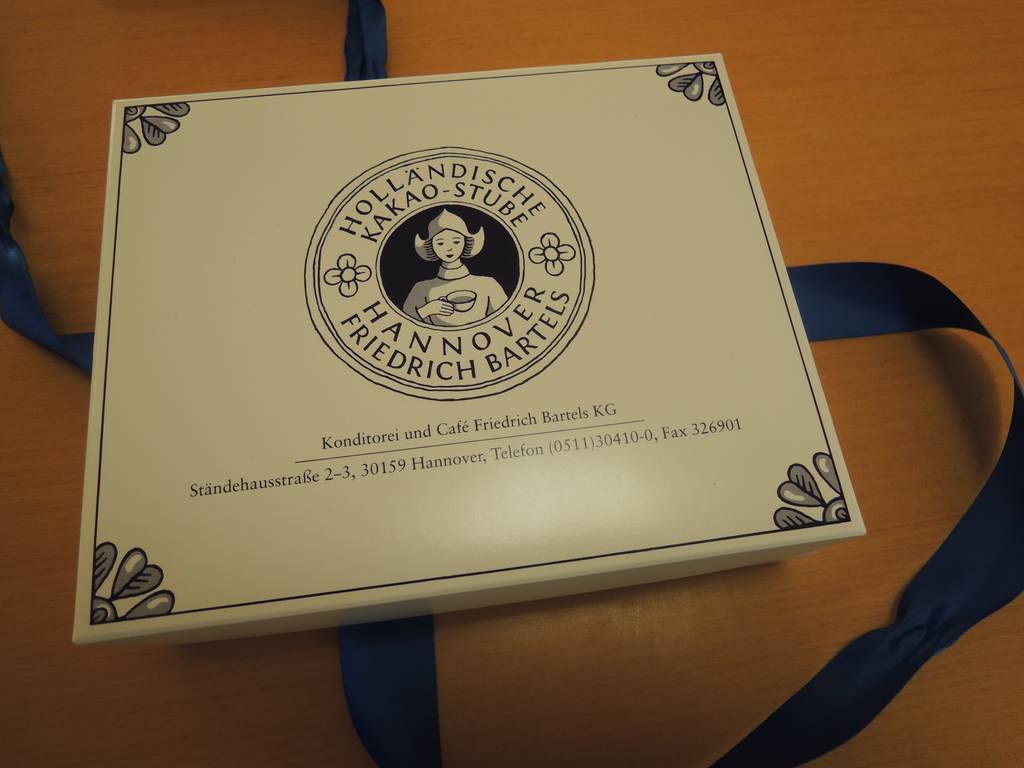 HOLLÄNDISCHE
KAKAO-STUBE
HANNOVER
FRIEDRICH BARTELS
Konditorei und Café Friedrich Bartels KG
Ständehausstraße 2–3, 30159 Hannover, Telefon (0511)30410-0, Fax 326901